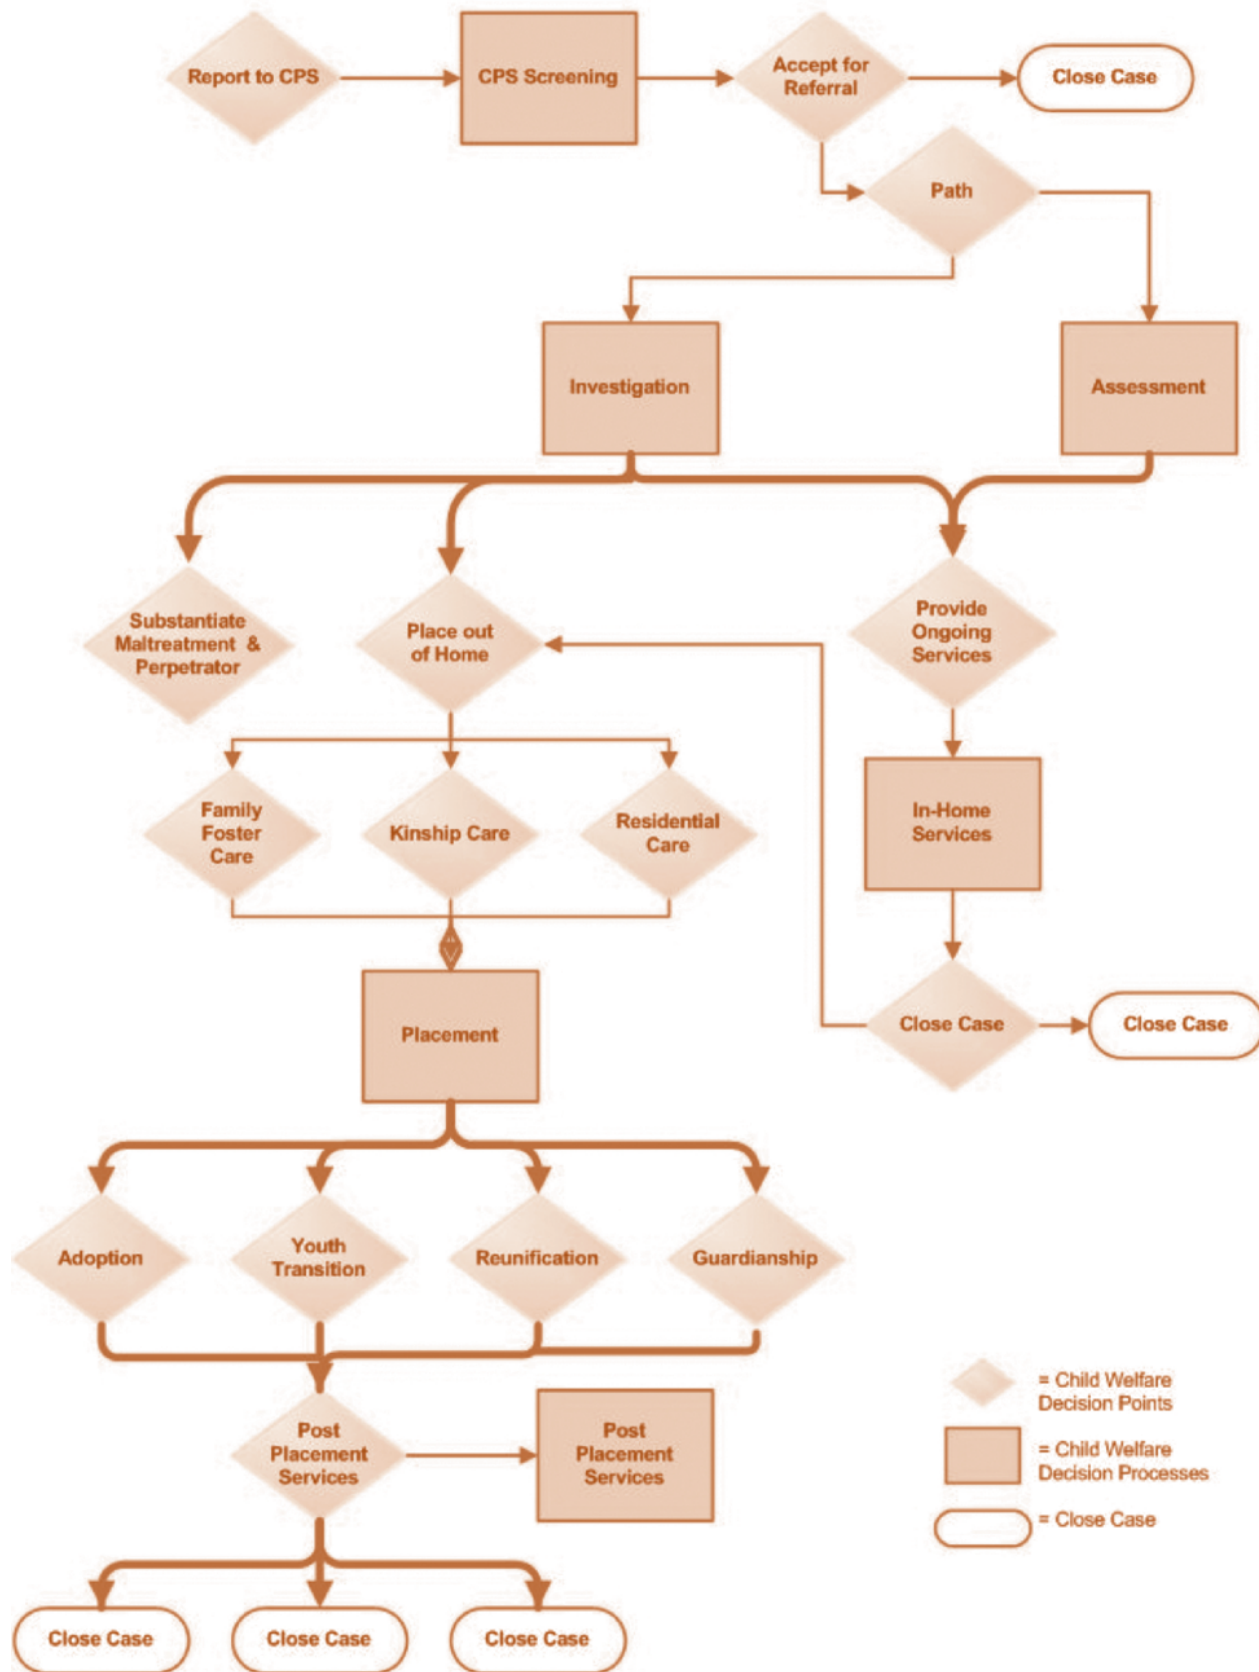 Report to CPS
CPS Screening
Accept for
Referral
Close Case
Path
Investigation
Assessment
Substantiate
Maltreatment &
Perpetrator
Place out
of Home
Provide
Ongoing
Services
Family
Foster
Care
Kinship Care
Residential
Care
In-Home
Services
Placement
Close Case
Close Case
Adoption
Youth
Transition
Reunification
Guardianship
Post
Placement
Services
Post
Placement
Services
= Child Welfare
Decision Points
= Child Welfare
Decision Processes
= Close Case
Close Case
Close Case
Close Case